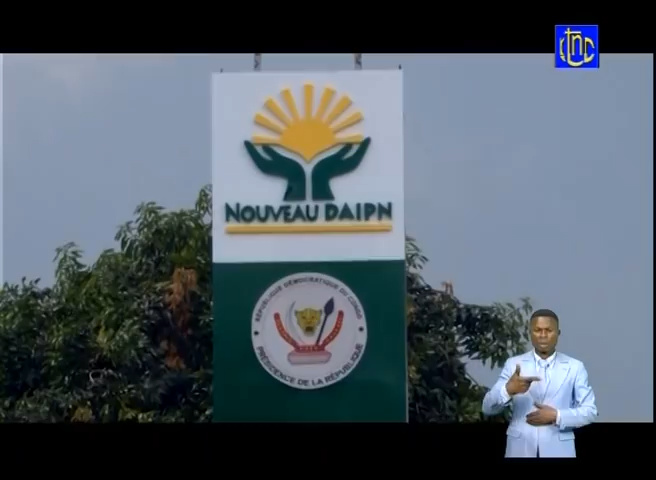 NOUVEAU DAIPN
RÉPUBLIQUE DÉMOCRATIQUE DU CONGO
PRÉSIDENCE DE LA RÉPUBLIQUE